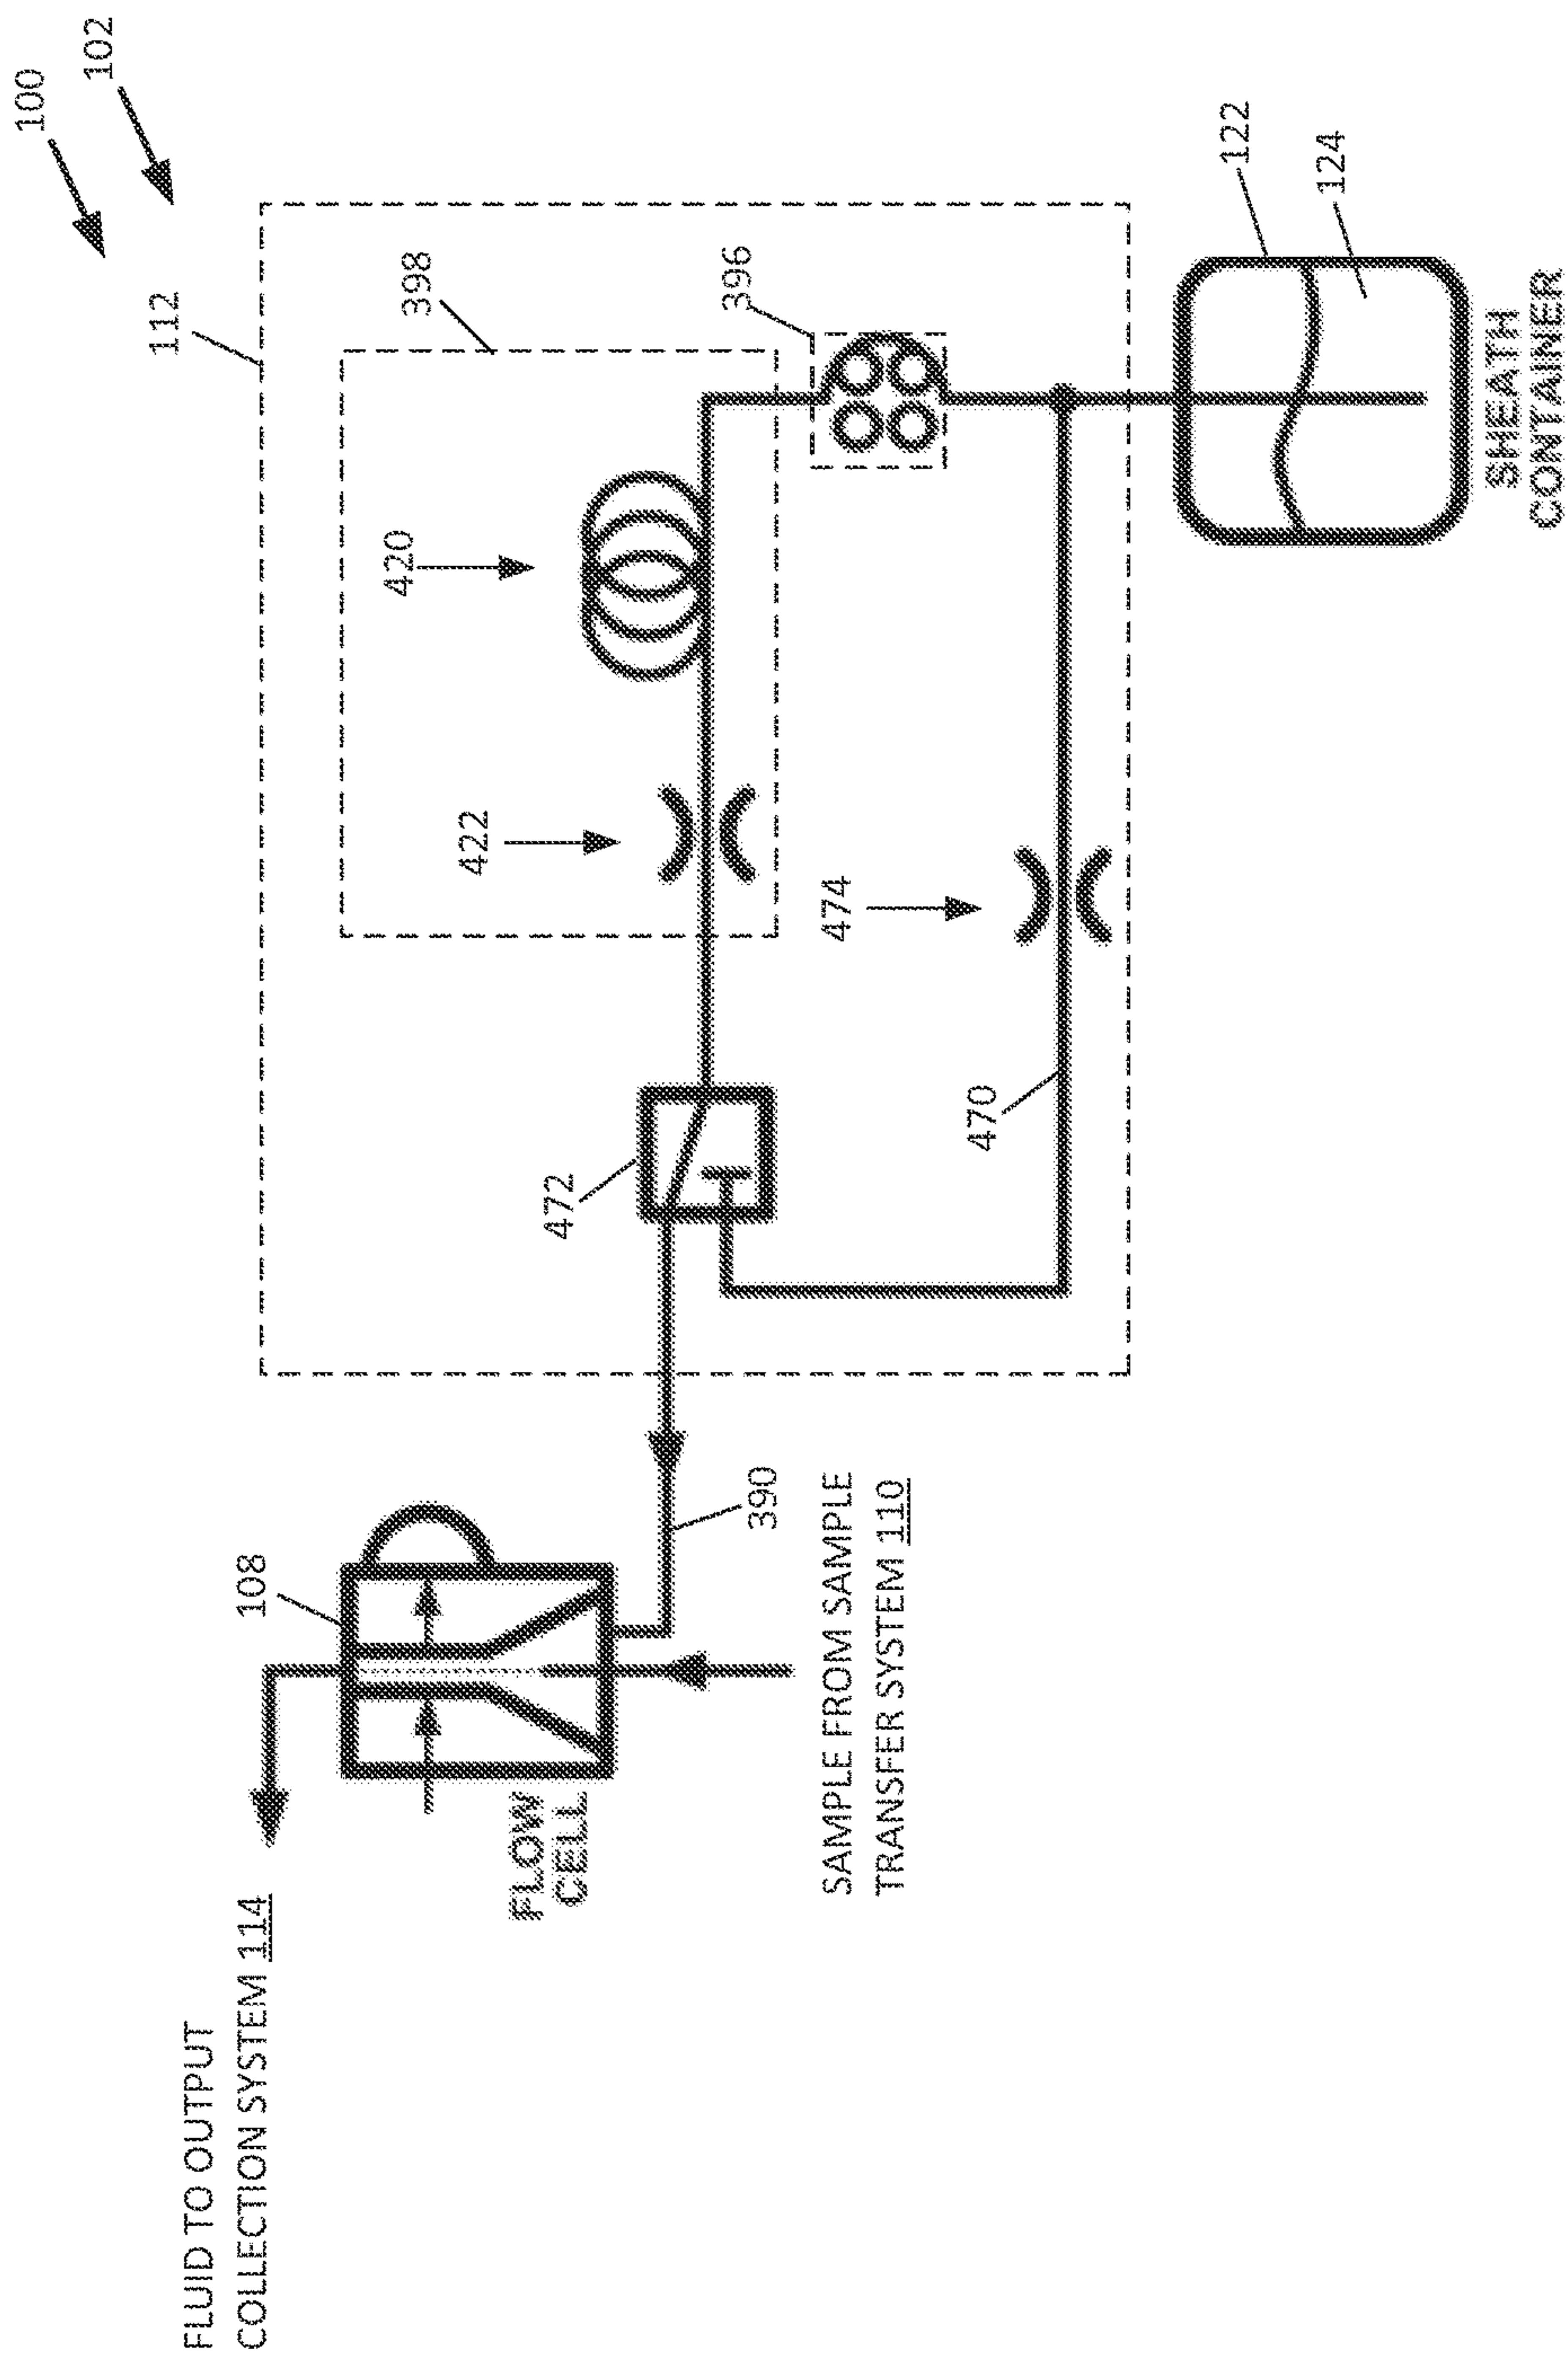 100
102
112
398
396
122
124
SHEATH
CONTAINER
420
422
474
472
470
390
108
FLOW
CELL
SAMPLE FROM SAMPLE
TRANSFER SYSTEM 110
FLUID TO OUTPUT
COLLECTION SYSTEM 114